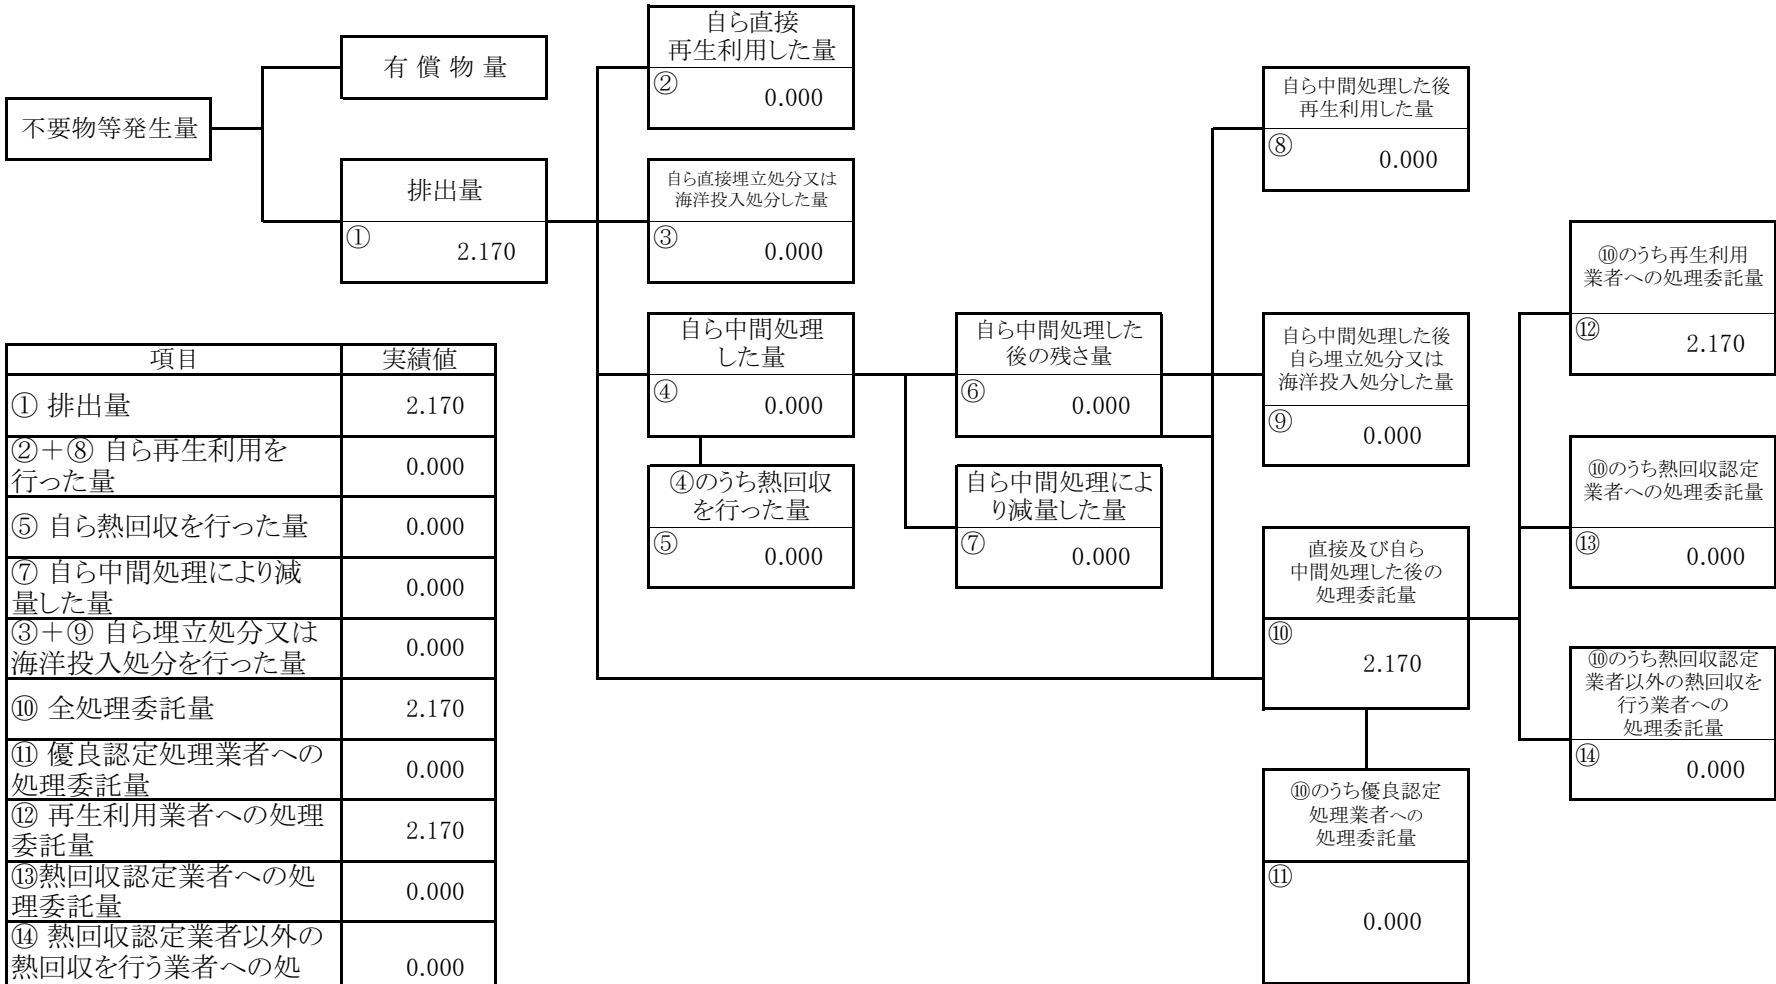 自ら直接
再生利用した量
②
0.000
有 償 物 量
不要物等発生量
排出量
①
2.170
自ら直接埋立処分又は
海洋投入処分した量
③
0.000
自ら中間処理した後
再生利用した量
⑧
0.000
自ら中間処理
した量
④
0.000
自ら中間処理した
後の残さ量
⑥
0.000
自ら中間処理した後
自ら埋立処分又は
海洋投入処分した量
⑨
0.000
⑩のうち再生利用
業者への処理委託量
⑫
2.170
④のうち熱回収
を行った量
⑤
0.000
自ら中間処理によ
り減量した量
⑦
0.000
⑩のうち熱回収認定
業者への処理委託量
⑬
0.000
直接及び自ら
中間処理した後の
処理委託量
⑩
2.170
⑩のうち熱回収認定
業者以外の熱回収を
行う業者への
処理委託量
⑭
0.000
⑩のうち優良認定
処理業者への
処理委託量
⑪
0.000
項目 実績値
① 排出量 2.170
②＋⑧ 自ら再生利用を
行った量 0.000
⑤ 自ら熱回収を行った量 0.000
⑦ 自ら中間処理により減
量した量 0.000
③＋⑨ 自ら埋立処分又は
海洋投入処分を行った量 0.000
⑩ 全処理委託量 2.170
⑪ 優良認定処理業者への
処理委託量 0.000
⑫ 再生利用業者への処理
委託量 2.170
⑬熱回収認定業者への処
理委託量 0.000
⑭ 熱回収認定業者以外の
熱回収を行う業者への処 0.000